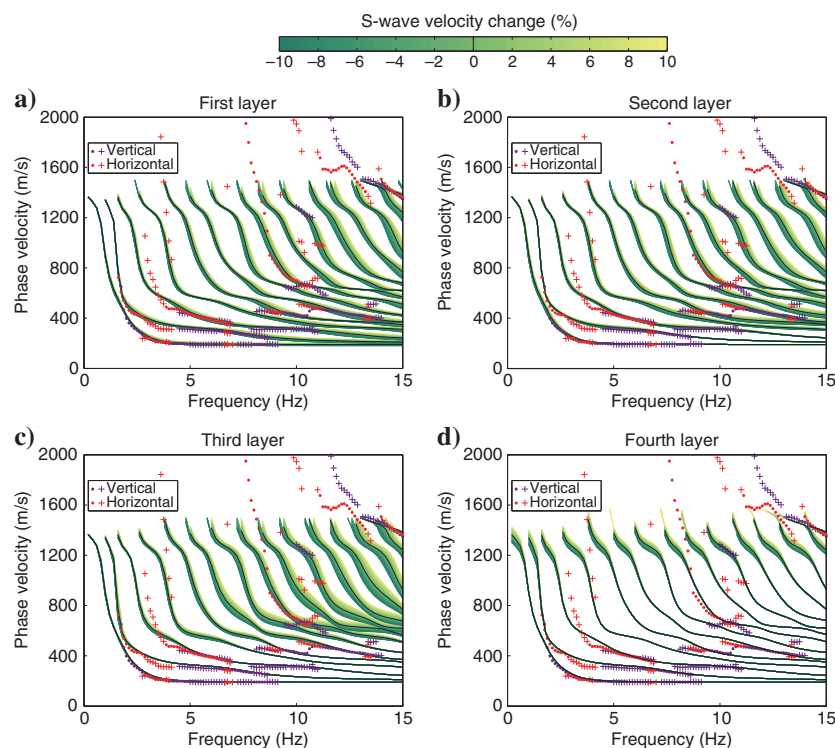 S-wave velocity change (%)
−10 −8 −6 −4 −2 0 2 4 6 8 10
a) First layer
2000
1600
1200
800
400
0
Phase velocity (m/s)
Vertical
Horizontal
0 5 10 15
Frequency (Hz)
b) Second layer
2000
1600
1200
800
400
0
Phase velocity (m/s)
Vertical
Horizontal
0 5 10 15
Frequency (Hz)
c) Third layer
2000
1600
1200
800
400
0
Phase velocity (m/s)
Vertical
Horizontal
0 5 10 15
Frequency (Hz)
d) Fourth layer
2000
1600
1200
800
400
0
Phase velocity (m/s)
Vertical
Horizontal
0 5 10 15
Frequency (Hz)